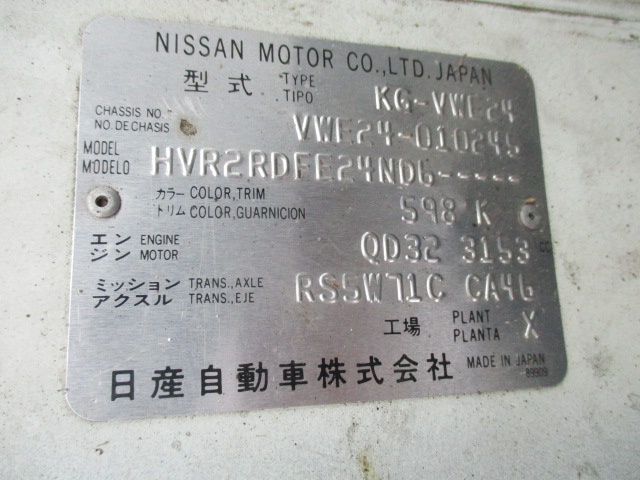 NISSAN MOTOR CO.,LTD. JAPAN
型式 TYPE TIPO KG-VWE24
CHASSIS NO. NO. DE CHASIS VWE24-010245
MODEL MODELO HVR2RDFE24ND6-----
カラー COLOR,TRIM
トリム COLOR,GUARNICION 598 K
エンジン ENGINE MOTOR QD32 3153 cc
ミッション TRANS.,AXLE
アクスル TRANS.,EJE RS5W71C CA46
工場 PLANT PLANTA X
日産自動車株式会社 MADE IN JAPAN
89909